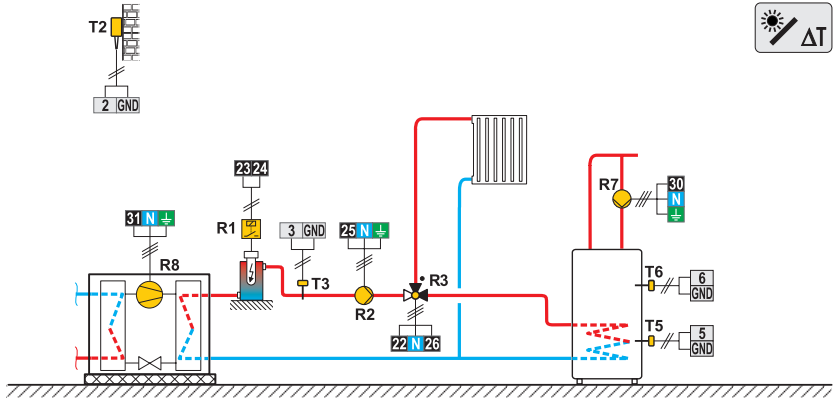 T2
ΔT
2 GND
23 24
R7
30
N
31 N
R1
3 GND
25 N
R8
T3
R3
T6
6
GND
R2
T5
5
GND
22 N 26